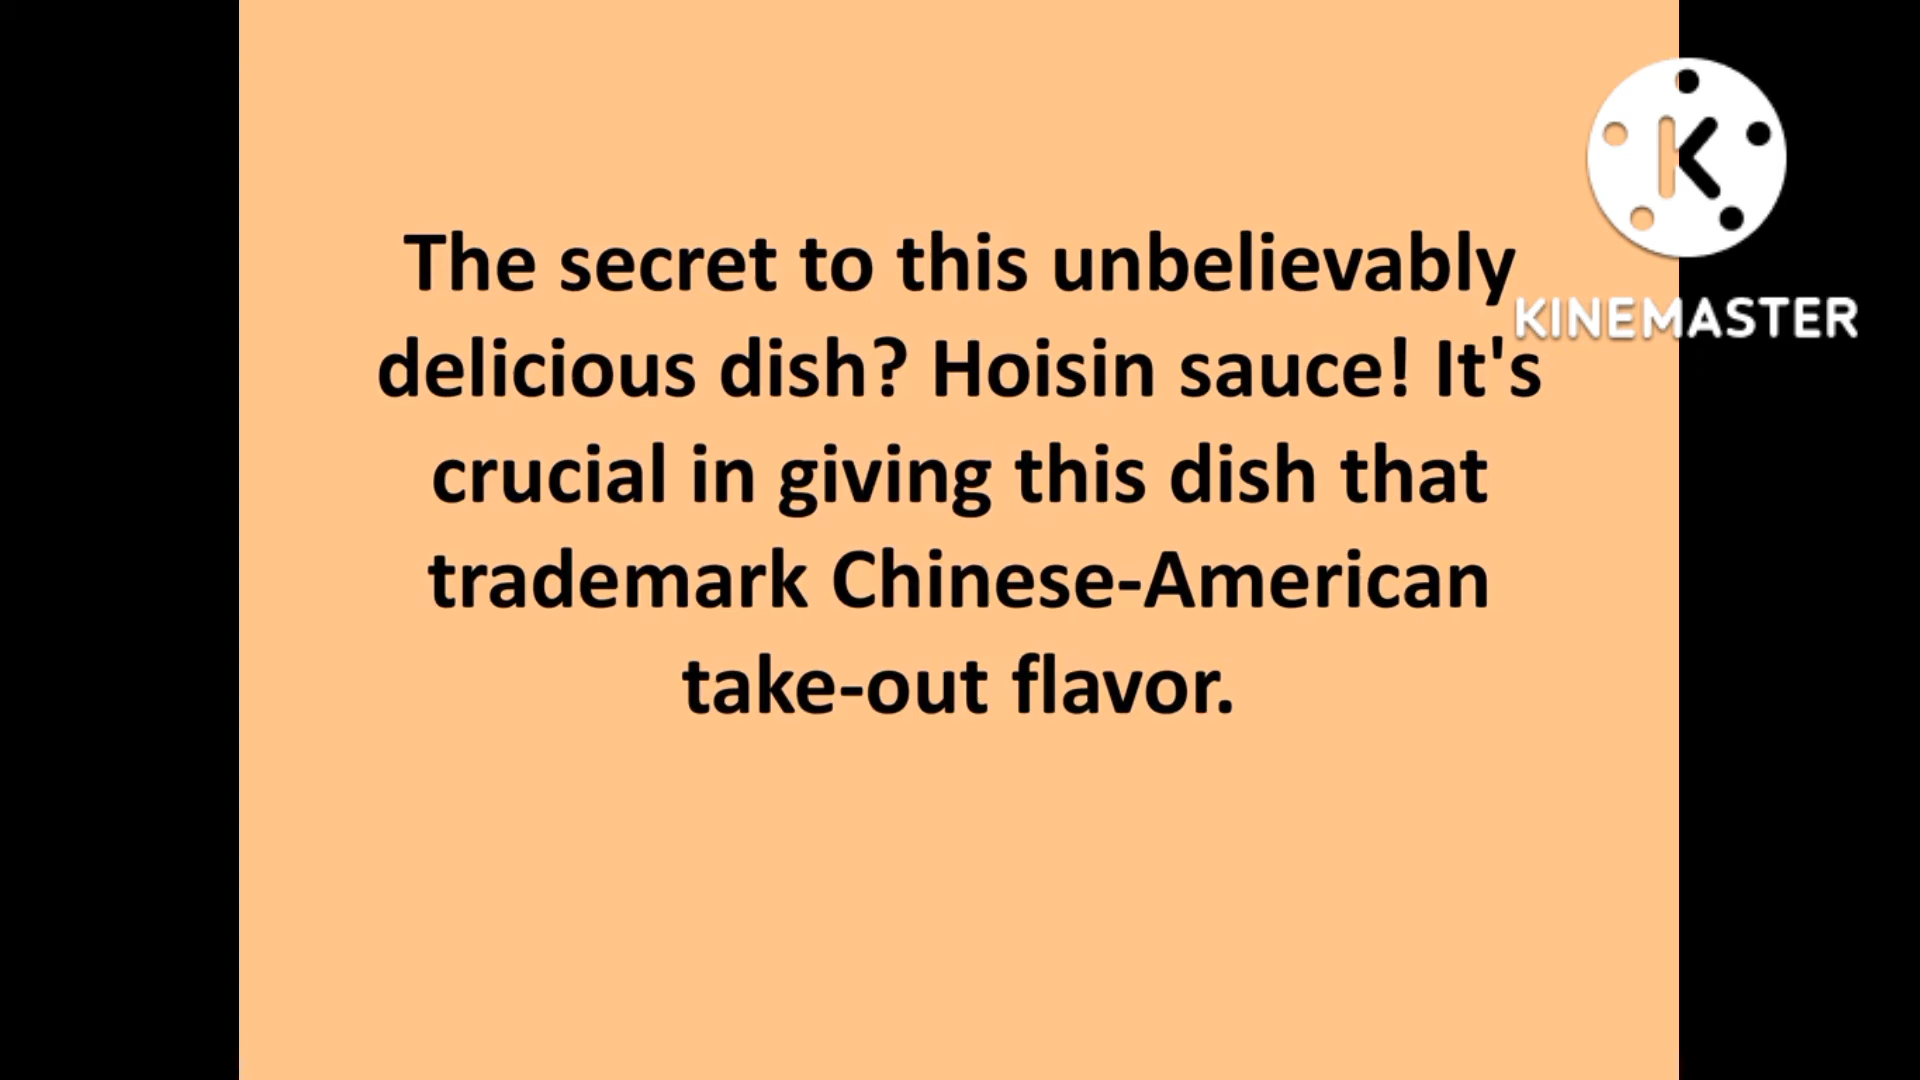 The secret to this unbelievably
delicious dish? Hoisin sauce! It's
crucial in giving this dish that
trademark Chinese-American
take-out flavor.
K
KINEMASTER